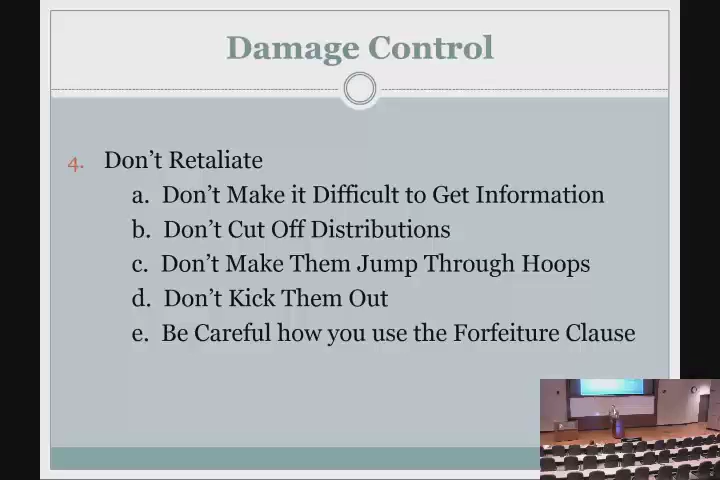 Damage Control
4. Don't Retaliate
a. Don't Make it Difficult to Get Information
b. Don't Cut Off Distributions
c. Don't Make Them Jump Through Hoops
d. Don't Kick Them Out
e. Be Careful how you use the Forfeiture Clause